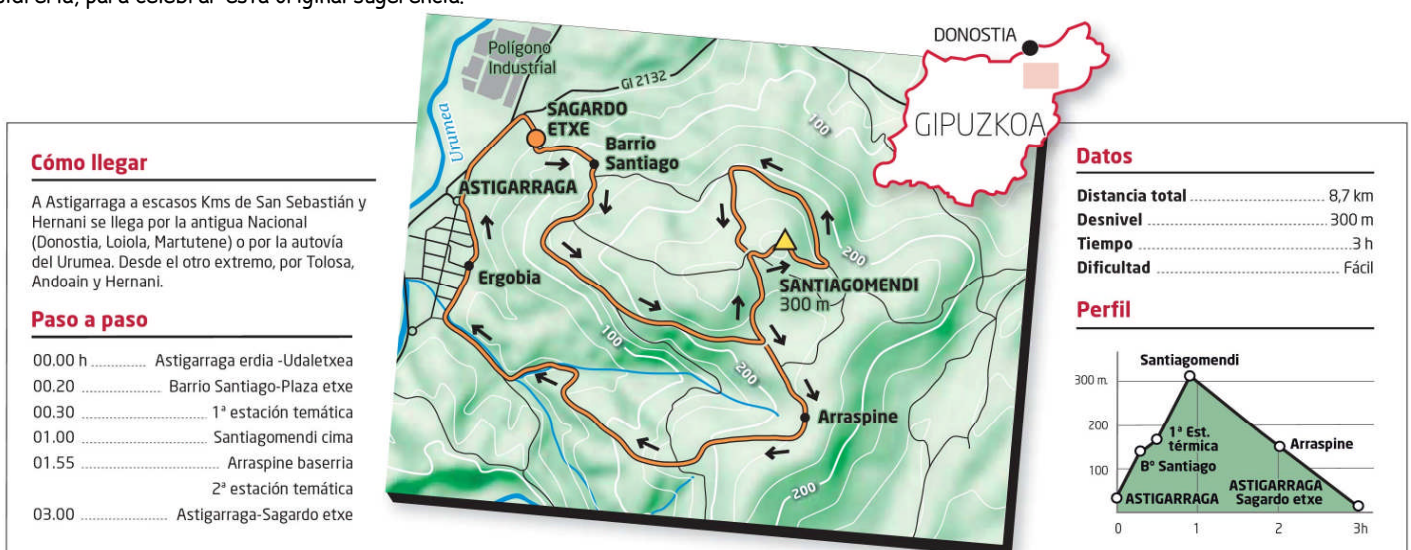 para celebrar esta original sugerencia.
Cómo llegar
A Astigarraga a escasos Kms de San Sebastián y
Hernani se llega por la antigua Nacional
(Donostia, Loiola, Martutene) o por la autovía
del Urumea. Desde el otro extremo, por Tolosa,
Andoain y Hernani.
Paso a paso
00.00 h ............ Astigarraga erdia -Udaletxea
00.20 ............ Barrio Santiago-Plaza etxe
00.30 ............ 1ª estación temática
01.00 ............ Santiagomendi cima
01.55 ............ Arraspine baserria
2ª estación temática
03.00 ............ Astigarraga-Sagardo etxe
Polígono
Industrial
GI 2132
Urumea
SAGARDO
ETXE
Barrio
Santiago
ASTIGARRAGA
Ergobia
100
200
SANTIAGOMENDI
300 m
100
200
Arraspine
200
DONOSTIA
GIPUZKOA
Datos
Distancia total ............ 8,7 km
Desnivel ............ 300 m
Tiempo ............ 3 h
Dificultad ............ Fácil
Perfil
Santiagomendi
300 m.
200
100
1ª Est.
térmica
Bº Santiago
Arraspine
ASTIGARRAGA
ASTIGARRAGA
Sagardo etxe
0 1 2 3h